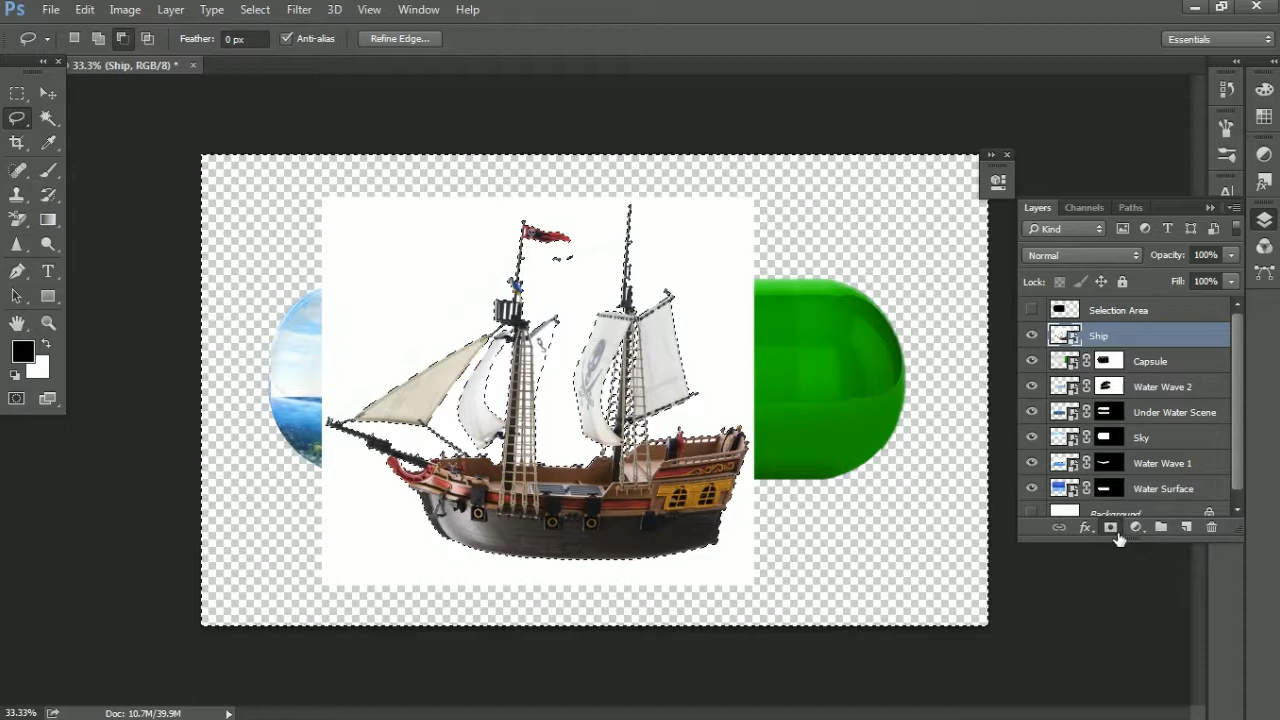 Ps File Edit Image Layer Type Select Filter 3D View Window Help
Feather: 0 px Anti-alias Refine Edge... Essentials
33.3% (Ship, RGB/8) * ×
Layers Channels Paths
Kind
Normal Opacity: 100%
Lock: Fill: 100%
Selection Area
Ship
Capsule
Water Wave 2
Under Water Scene
Sky
Water Wave 1
Water Surface
Background
fx
33.33% Doc: 10.7M/39.9M